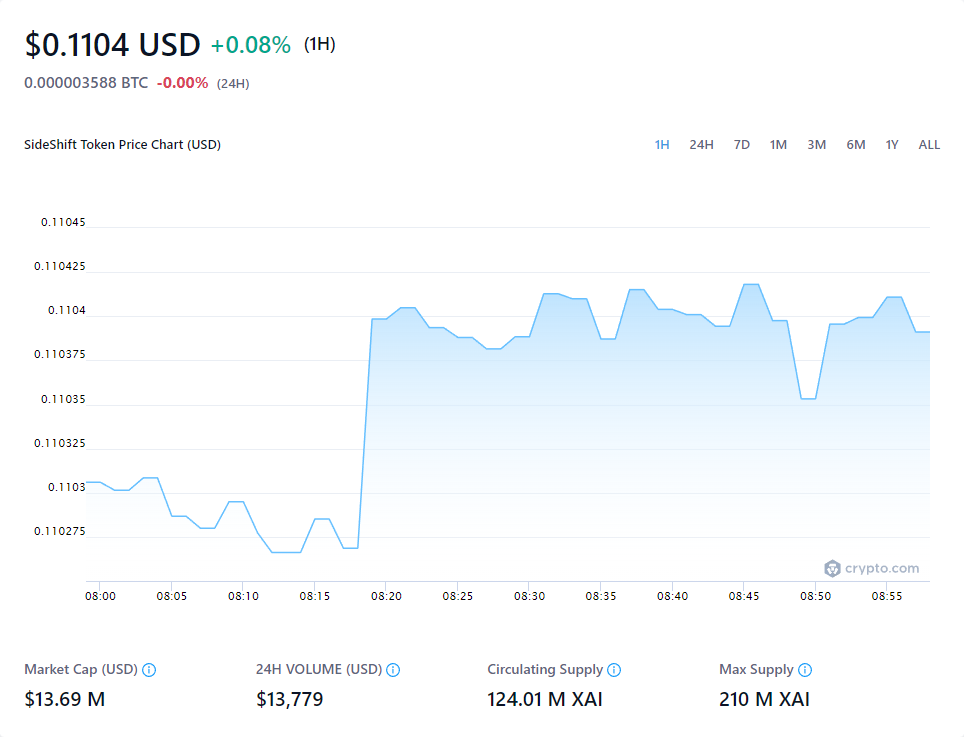 $0.1104 USD +0.08% (1H)
0.000003588 BTC -0.00% (24H)
SideShift Token Price Chart (USD) 1H 24H 7D 1M 3M 6M 1Y ALL
0.11045
0.110425
0.1104
0.110375
0.11035
0.110325
0.1103
0.110275
crypto.com
08:00 08:05 08:10 08:15 08:20 08:25 08:30 08:35 08:40 08:45 08:50 08:55
Market Cap (USD) 24H VOLUME (USD) Circulating Supply Max Supply
$13.69 M $13,779 124.01 M XAI 210 M XAI